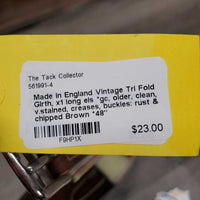 The Tack Collector
561991-4
Made in England Vintage Tri Fold
Girth, x1 long els *gc, older, clean,
v.stained, creases, buckles: rust &
chipped Brown *48"
$23.00
F9HP1X